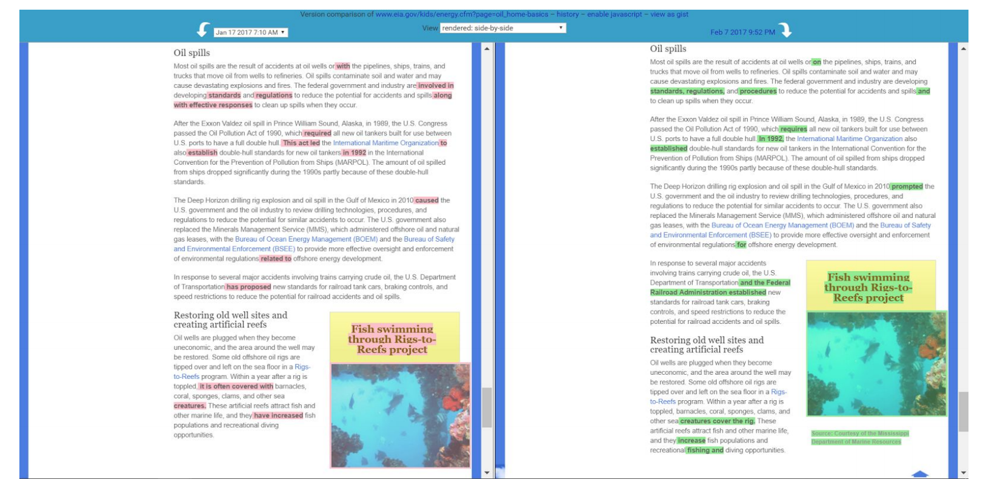 Version comparison of www.eia.gov/kids/energy.cfm?page=oil_home-basics – history – enable javascript – view as gist
Jan 17 2017 7:10 AM
View rendered: side-by-side
Feb 7 2017 9:52 PM
Oil spills
Most oil spills are the result of accidents at oil wells or with the pipelines, ships, trains, and
trucks that move oil from wells to refineries. Oil spills contaminate soil and water and may
cause devastating explosions and fires. The federal government and industry are involved in
developing standards and regulations to reduce the potential for accidents and spills along
with effective responses to clean up spills when they occur.
After the Exxon Valdez oil spill in Prince William Sound, Alaska, in 1989, the U.S. Congress
passed the Oil Pollution Act of 1990, which required all new oil tankers built for use between
U.S. ports to have a full double hull. This act led the International Maritime Organization to
also establish double-hull standards for new oil tankers in 1992 in the International
Convention for the Prevention of Pollution from Ships (MARPOL). The amount of oil spilled
from ships dropped significantly during the 1990s partly because of these double-hull
standards.
The Deep Horizon drilling rig explosion and oil spill in the Gulf of Mexico in 2010 caused the
U.S. government and the oil industry to review drilling technologies, procedures, and
regulations to reduce the potential for similar accidents to occur. The U.S. government also
replaced the Minerals Management Service (MMS), which administered offshore oil and natural
gas leases, with the Bureau of Ocean Energy Management (BOEM) and the Bureau of Safety
and Environmental Enforcement (BSEE) to provide more effective oversight and enforcement
of environmental regulations related to offshore energy development.
In response to several major accidents involving trains carrying crude oil, the U.S. Department
of Transportation has proposed new standards for railroad tank cars, braking controls, and
speed restrictions to reduce the potential for railroad accidents and oil spills.
Restoring old well sites and
creating artificial reefs
Oil wells are plugged when they become
uneconomic, and the area around the well may
be restored. Some old offshore oil rigs are
tipped over and left on the sea floor in a Rigs-
to-Reefs program. Within a year after a rig is
toppled, it is often covered with barnacles,
coral, sponges, clams, and other sea
creatures. These artificial reefs attract fish and
other marine life, and they have increased fish
populations and recreational diving
opportunities.
Fish swimming
through Rigs-to-
Reefs project
Oil spills
Most oil spills are the result of accidents at oil wells or on the pipelines, ships, trains, and
trucks that move oil from wells to refineries. Oil spills contaminate soil and water and may
cause devastating explosions and fires. The federal government and industry are developing
standards, regulations, and procedures to reduce the potential for accidents and spills and
to clean up spills when they occur.
After the Exxon Valdez oil spill in Prince William Sound, Alaska, in 1989, the U.S. Congress
passed the Oil Pollution Act of 1990, which requires all new oil tankers built for use between
U.S. ports to have a full double hull. In 1992, the International Maritime Organization also
established double-hull standards for new oil tankers in the International Convention for the
Prevention of Pollution from Ships (MARPOL). The amount of oil spilled from ships dropped
significantly during the 1990s partly because of these double-hull standards.
The Deep Horizon drilling rig explosion and oil spill in the Gulf of Mexico in 2010 prompted the
U.S. government and the oil industry to review drilling technologies, procedures, and
regulations to reduce the potential for similar accidents to occur. The U.S. government also
replaced the Minerals Management Service (MMS), which administered offshore oil and natural
gas leases, with the Bureau of Ocean Energy Management (BOEM) and the Bureau of Safety
and Environmental Enforcement (BSEE) to provide more effective oversight and enforcement
of environmental regulations for offshore energy development.
In response to several major accidents
involving trains carrying crude oil, the U.S.
Department of Transportation and the Federal
Railroad Administration established new
standards for railroad tank cars, braking
controls, and speed restrictions to reduce the
potential for railroad accidents and oil spills.
Restoring old well sites and
creating artificial reefs
Oil wells are plugged when they become
uneconomic, and the area around the well may
be restored. Some old offshore oil rigs are
tipped over and left on the sea floor in a Rigs-
to-Reefs program. Within a year after a rig is
toppled, barnacles, coral, sponges, clams, and
other sea creatures cover the rig. These
artificial reefs attract fish and other marine life,
and they increase fish populations and
recreational fishing and diving opportunities.
Fish swimming
through Rigs-to-
Reefs project
Source: Courtesy of the Mississippi
Department of Marine Resources